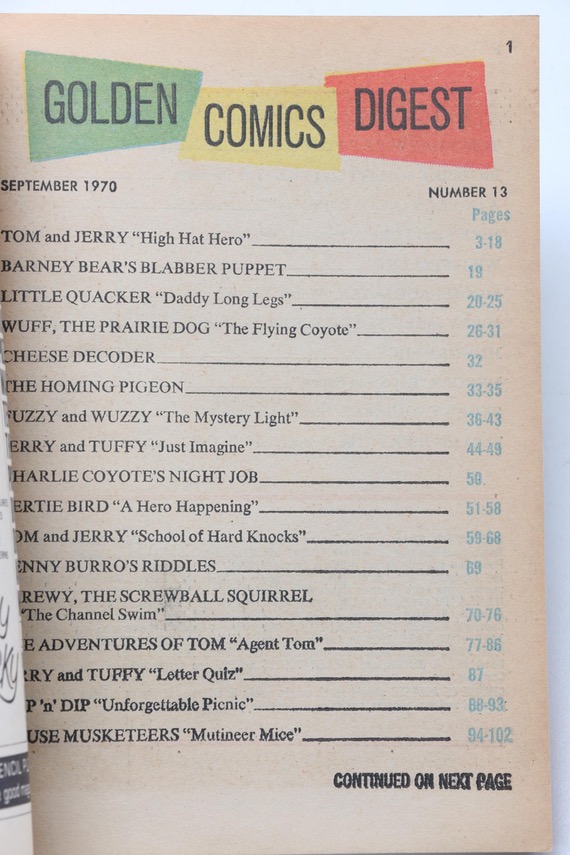 1
GOLDEN COMICS DIGEST
SEPTEMBER 1970 NUMBER 13
Pages
TOM and JERRY “High Hat Hero” 3-18
BARNEY BEAR'S BLABBER PUPPET 19
LITTLE QUACKER “Daddy Long Legs” 20-25
WUFF, THE PRAIRIE DOG “The Flying Coyote” 26-31
CHEESE DECODER 32
THE HOMING PIGEON 33-35
FUZZY and WUZZY “The Mystery Light” 36-43
ERRY and TUFFY “Just Imagine” 44-49
HARLIE COYOTE'S NIGHT JOB 50
ERTIE BIRD “A Hero Happening” 51-58
OM and JERRY “School of Hard Knocks” 59-68
ENNY BURRO'S RIDDLES 69
REWY, THE SCREWBALL SQUIRREL
“The Channel Swim” 70-76
E ADVENTURES OF TOM “Agent Tom” 77-86
RRY and TUFFY “Letter Quiz” 87
P 'n' DIP “Unforgettable Picnic” 88-93
USE MUSKETEERS “Mutineer Mice” 94-102
CONTINUED ON NEXT PAGE
ENCIL
good